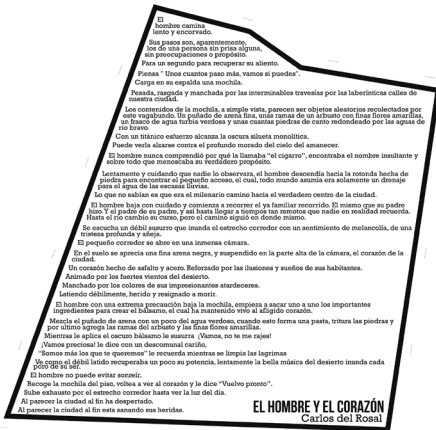 El
hombre camina
lento y encorvado.
Sus pasos son, aparentemente,
los de una persona sin prisa alguna,
sin preocupaciones o propósito.
Para un segundo para recuperar su aliento.
Piensa " Unos cuantos paso más, vamos si puedes".
Carga en su espalda una mochila.
Pesada, rasgada y manchada por las interminables travesías por las laberínticas calles de
nuestra ciudad.
Los contenidos de la mochila, a simple vista, parecen ser objetos aleatorios recolectados por
este vagabundo. Un puñado de arena fina, unas ramas de un arbusto con finas flores amarillas,
un frasco de agua turbia verdosa y unas cuantas piedras de canto redondeado por las aguas de
río bravo.
Con un titánico esfuerzo alcanza la oscura silueta monolítica.
Puede verla alzarse contra el profundo morado del cielo del amanecer.
El hombre nunca comprendió por qué la llamaba "el cigarro", encontraba el nombre insultante y
sobre todo que menoscaba su verdadero propósito.
Lentamente y cuidando que nadie lo observara, el hombre descendía hacia la rotonda hecha de
piedra para encontrar el pequeño acceso, el cual, todo mundo asumía era solamente un drenaje
para el agua de las escasas lluvias.
Lo que no sabían es que era el milenario camino hacia el verdadero centro de la ciudad.
El hombre baja con cuidado y comienza a recorrer el ya familiar recorrido. El mismo que su padre
hizo. Y el padre de su padre, y así hasta llegar a tiempos tan remotos que nadie en realidad recuerda.
Hasta el río cambio su curso, pero el camino siguió en donde mismo.
Se escucha un débil susurro que inunda el estrecho corredor con un sentimiento de melancolía, de una
tristeza profunda y añeja.
El pequeño corredor se abre en una inmensa cámara.
En el suelo se aprecia una fina arena negra, y suspendido en la parte alta de la cámara, el corazón de la
ciudad.
Un corazón hecho de asfalto y acero. Reforzado por las ilusiones y sueños de sus habitantes.
Animado por los fuertes vientos del desierto.
Manchado por los colores de sus impresionantes atardeceres.
Latiendo débilmente, herido y resignado a morir.
El hombre con una extrema precaución baja la mochila, empieza a sacar uno a uno los importantes
ingredientes para crear el bálsamo, el cual ha mantenido vivo al afligido corazón.
Mezcla el puñado de arena con un poco del agua verdosa, cuando esto forma una pasta, tritura las piedras y
por ultimo agrega las ramas del arbusto y las finas flores amarillas.
Mientras le aplica el oscuro bálsamo le susurra ¡Vamos, no te me rajes!
¡Vamos precioso! le dice con un descomunal cariño,
"Somos más los que te queremos" le recuerda mientras se limpia las lagrimas
Ve como el débil latido recuperaba un poco su potencia, lentamente la bella música del desierto inunda cada
poro de su ser.
El hombre no puede evitar sonreír.
Recoge la mochila del piso, voltea a ver al corazón y le dice "Vuelvo pronto".
Sube exhausto por el estrecho corredor hasta ver la luz del día.
Al parecer la ciudad al fin ha despertado.
Al parecer la ciudad al fin esta sanando sus heridas.
EL HOMBRE Y EL CORAZÓN
Carlos del Rosal